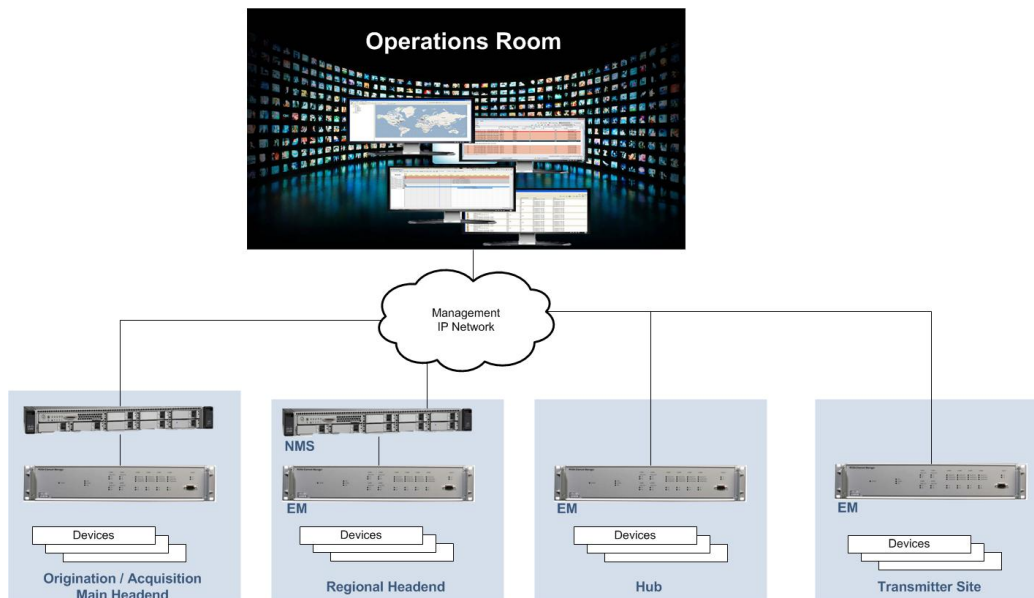 Operations Room
Management
IP Network
NMS
EM
EM
EM
Devices
Devices
Devices
Devices
Origination / Acquisition
Main Headend
Regional Headend
Hub
Transmitter Site